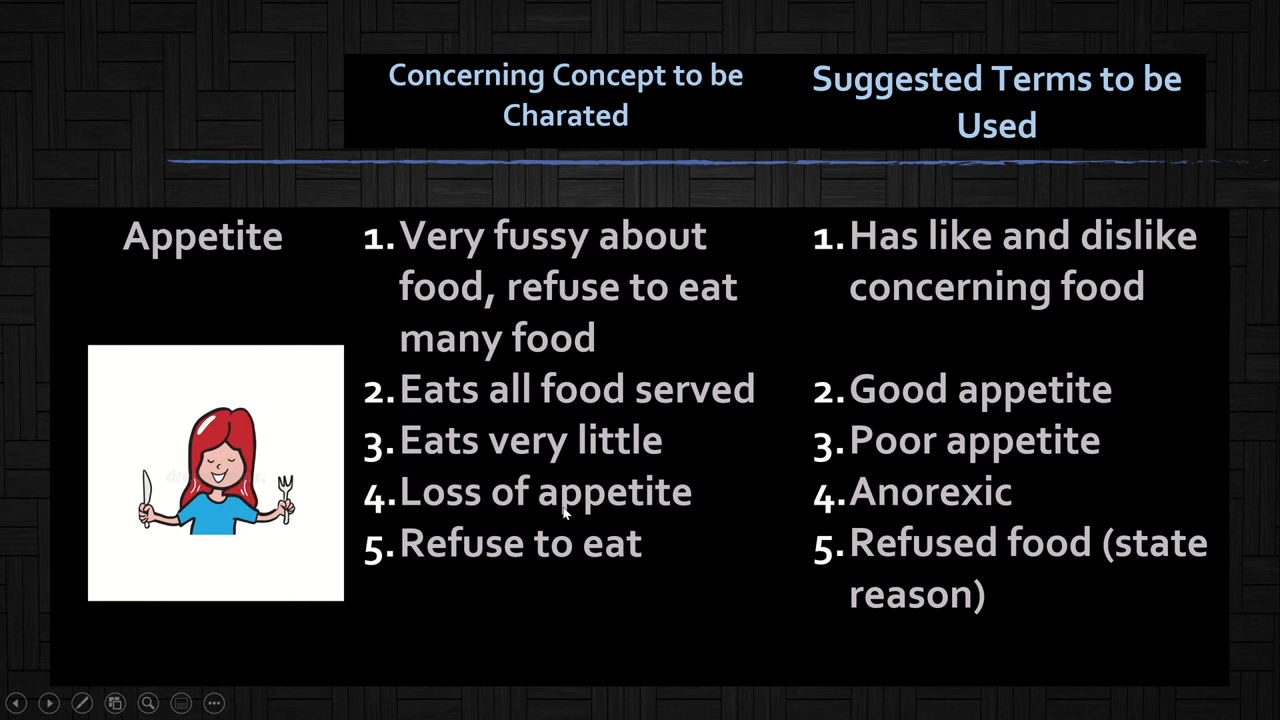 Concerning Concept to be
Charated
Suggested Terms to be
Used
Appetite
1. Very fussy about
food, refuse to eat
many food
2. Eats all food served
3. Eats very little
4. Loss of appetite
5. Refuse to eat
1. Has like and dislike
concerning food
2. Good appetite
3. Poor appetite
4. Anorexic
5. Refused food (state
reason)